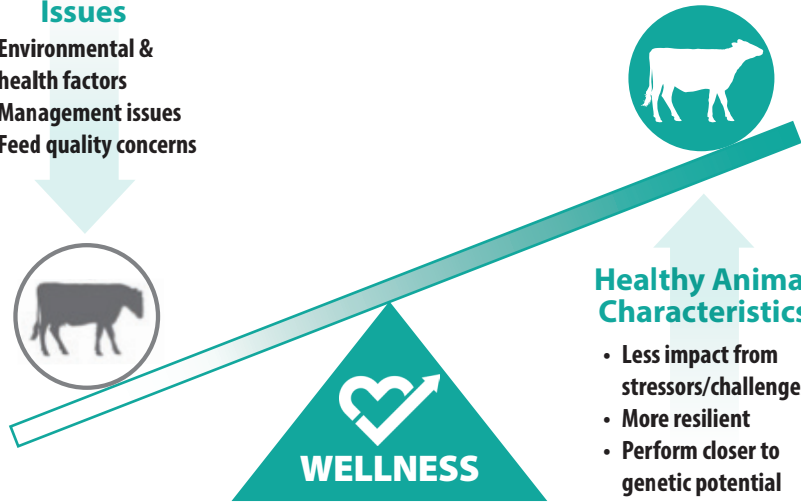 Issues
Environmental &
health factors
Management issues
Feed quality concerns
Healthy Anima
Characteristics
• Less impact from
stressors/challenge
• More resilient
• Perform closer to
genetic potential
WELLNESS